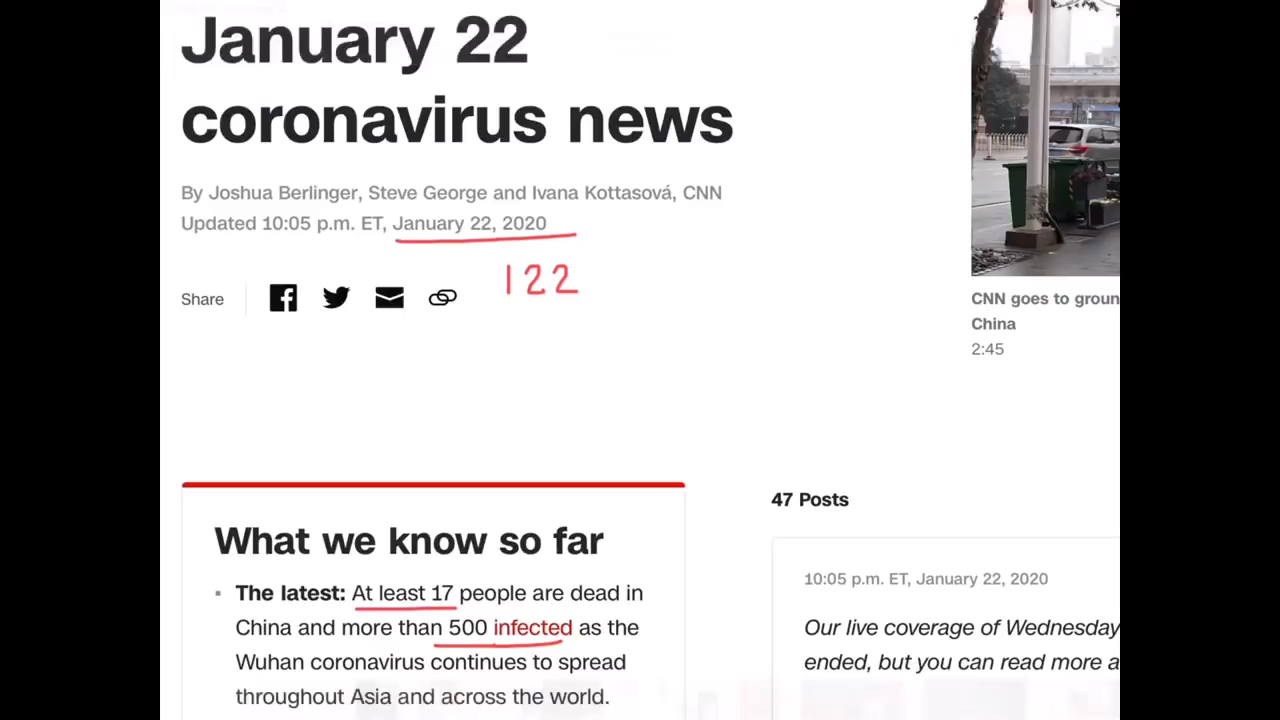 January 22
coronavirus news
By Joshua Berlinger, Steve George and Ivana Kottasová, CNN
Updated 10:05 p.m. ET, January 22, 2020
122
Share
CNN goes to groun
China
2:45
What we know so far
The latest: At least 17 people are dead in
China and more than 500 infected as the
Wuhan coronavirus continues to spread
throughout Asia and across the world.
47 Posts
10:05 p.m. ET, January 22, 2020
Our live coverage of Wednesday
ended, but you can read more a